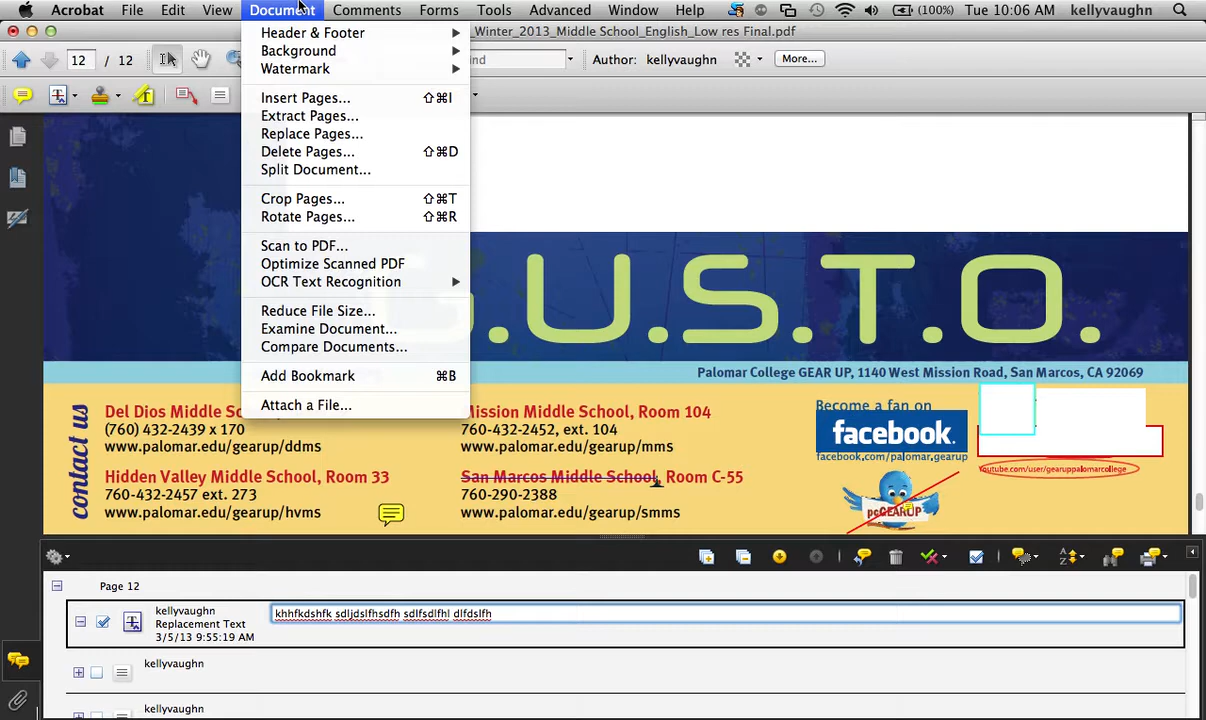 Acrobat File Edit View Document Comments Forms Tools Advanced Window Help (100%) Tue 10:06 AM kellyvaughn
_Winter_2013_Middle School_English_Low res Final.pdf
12 / 12 ind Author: kellyvaughn More...
Header & Footer
Background
Watermark
Insert Pages... ⇧⌘I
Extract Pages...
Replace Pages...
Delete Pages... ⇧⌘D
Split Document...
Crop Pages... ⇧⌘T
Rotate Pages... ⇧⌘R
Scan to PDF...
Optimize Scanned PDF
OCR Text Recognition
Reduce File Size...
Examine Document...
Compare Documents...
Add Bookmark ⌘B
Attach a File...
.U.S.T.O.
Palomar College GEAR UP, 1140 West Mission Road, San Marcos, CA 92069
contact us
Del Dios Middle Sc
(760) 432-2439 x 170
www.palomar.edu/gearup/ddms
Hidden Valley Middle School, Room 33
760-432-2457 ext. 273
www.palomar.edu/gearup/hvms
Mission Middle School, Room 104
760-432-2452, ext. 104
www.palomar.edu/gearup/mms
San Marcos Middle School, Room C-55
760-290-2388
www.palomar.edu/gearup/smms
Become a fan on
facebook.
facebook.com/palomar.gearup
pcGEARUP
Youtube.com/user/gearuppalomarcollege
Page 12
kellyvaughn
Replacement Text
3/5/13 9:55:19 AM
khhfkdshfk sdljdslfhsdfh sdlfsdlfhl dlfdslfh
kellyvaughn
kellyvaughn